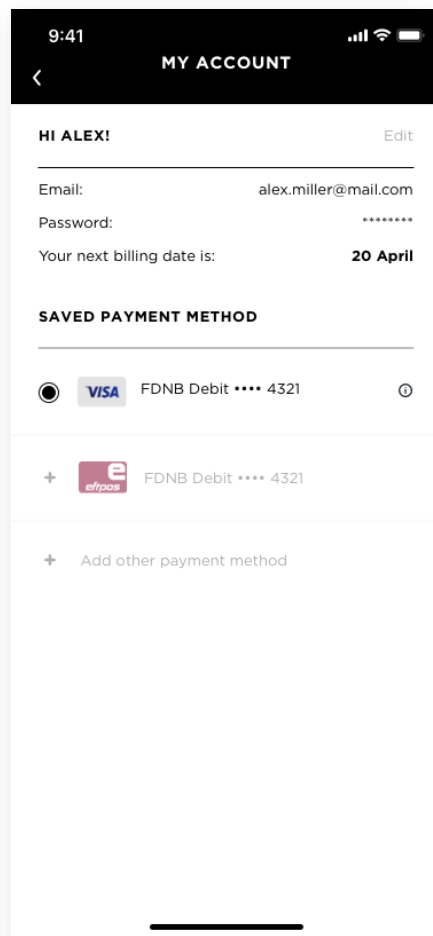 9:41
MY ACCOUNT
HI ALEX!
Edit
Email:
alex.miller@mail.com
Password:
********
Your next billing date is:
20 April
SAVED PAYMENT METHOD
VISA
FDNB Debit •••• 4321
e
eftpos
FDNB Debit •••• 4321
Add other payment method